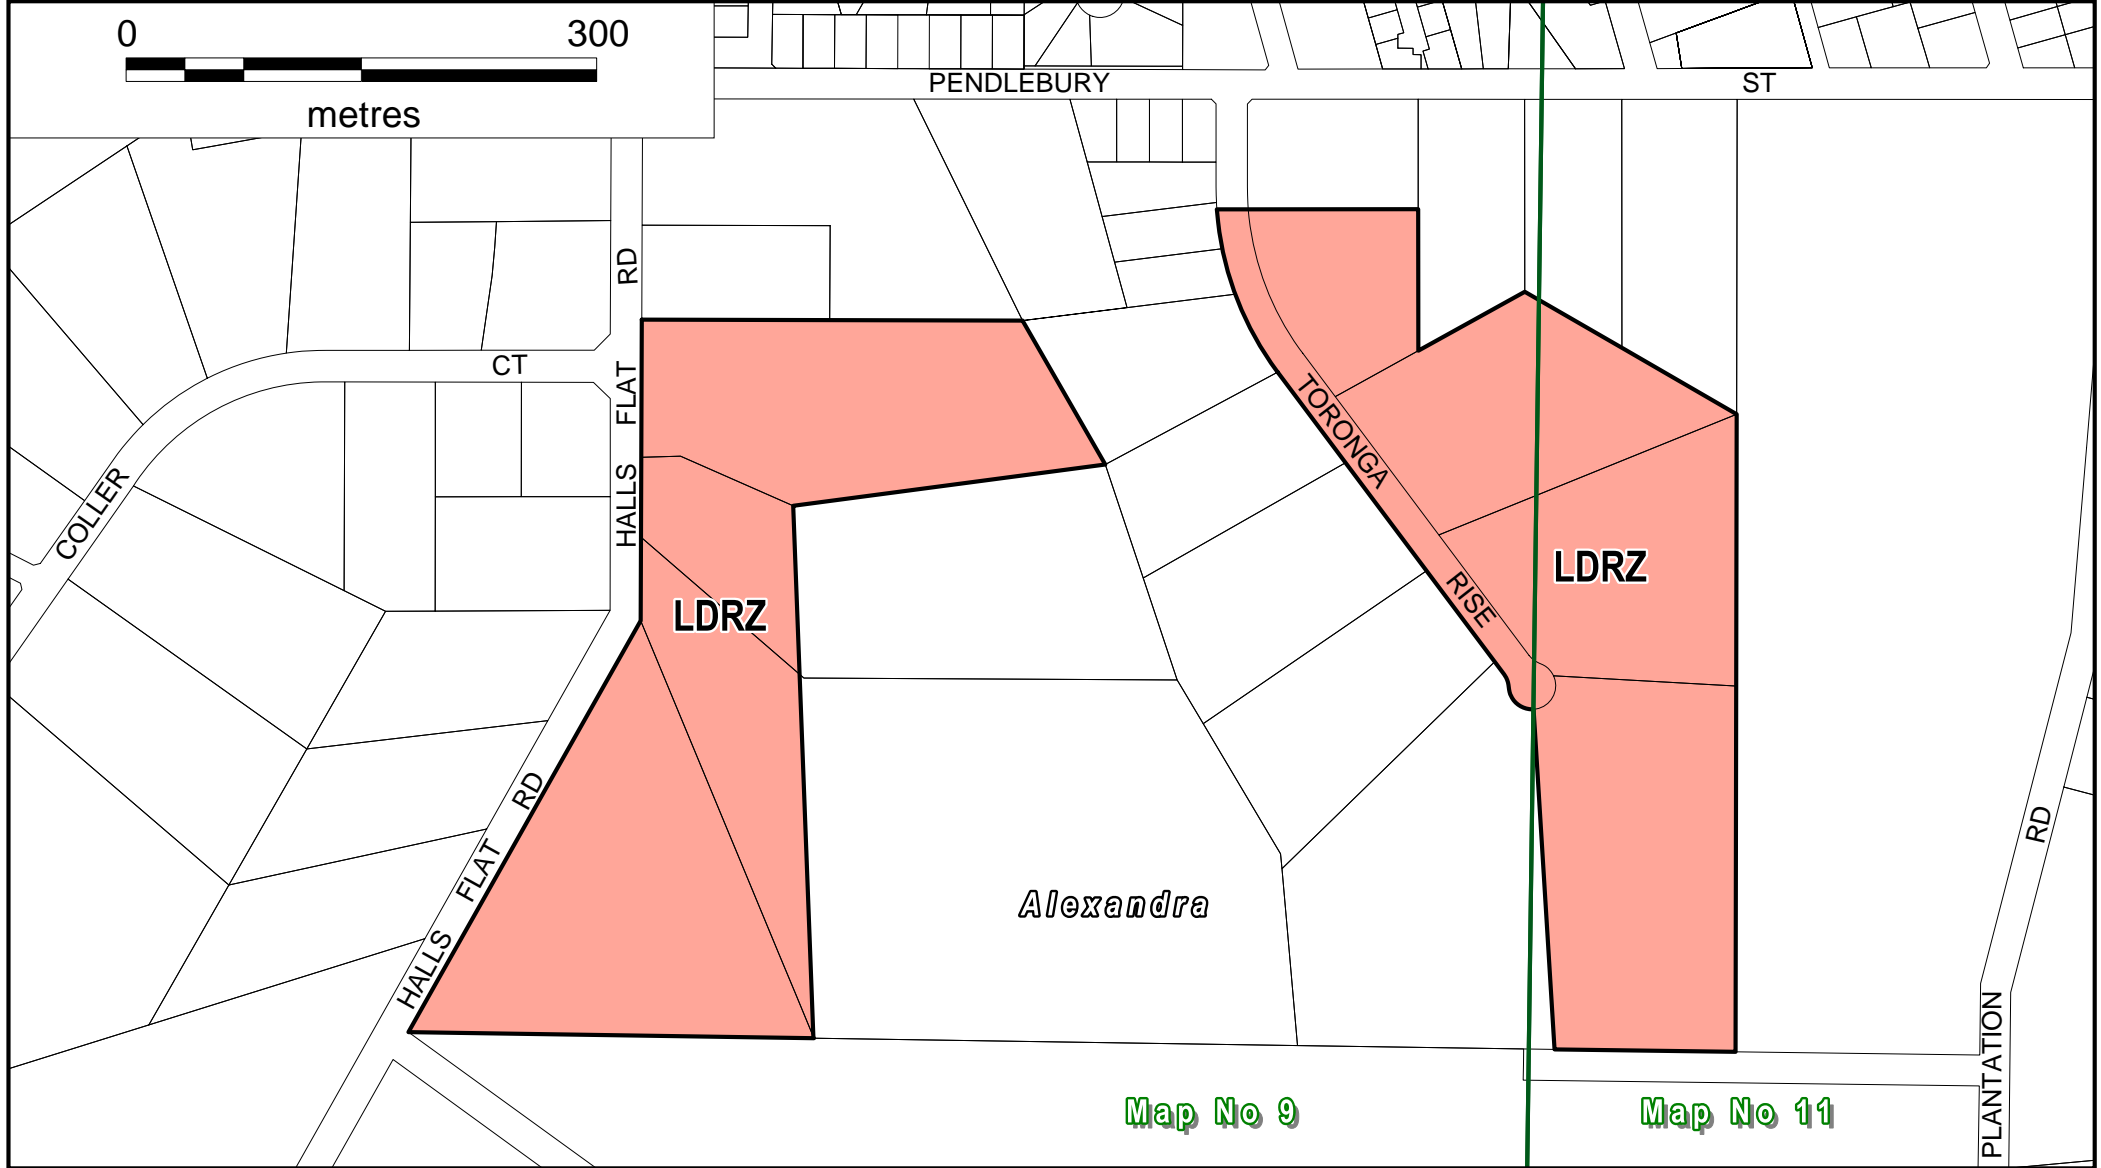 0 300
metres
PENDLEBURY ST
RD
CT
HALLS FLAT
COLLER
TORONGA RISE
LDRZ
LDRZ
HALLS FLAT RD
Alexandra
RD
PLANTATION
Map No 9
Map No 11